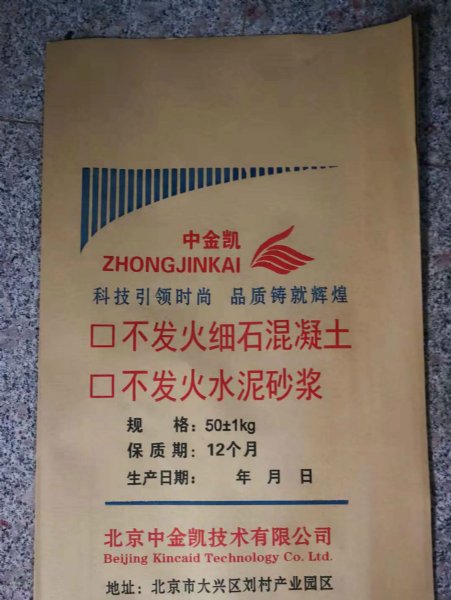 中金凯
ZHONGJINKAI
科技引领时尚 品质铸就辉煌
□不发火细石混凝土
□不发火水泥砂浆
规 格：50±1kg
保质期：12个月
生产日期： 年 月 日
北京中金凯技术有限公司
Beijing Kincaid Technology Co. Ltd.
地址：北京市大兴区刘村产业园区